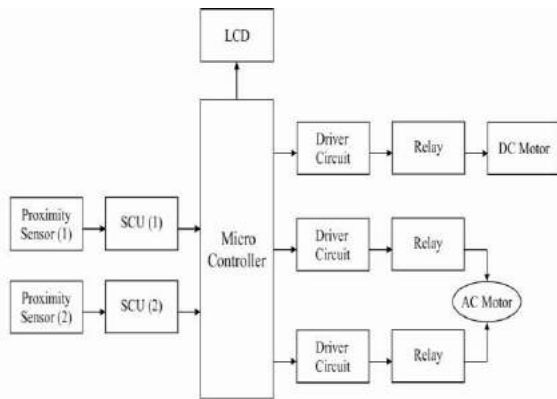 LCD
Driver
Circuit
Relay
DC Motor
Proximity
Sensor (1)
SCU (1)
Micro
Controller
Driver
Circuit
Relay
Proximity
Sensor (2)
SCU (2)
AC Motor
Driver
Circuit
Relay